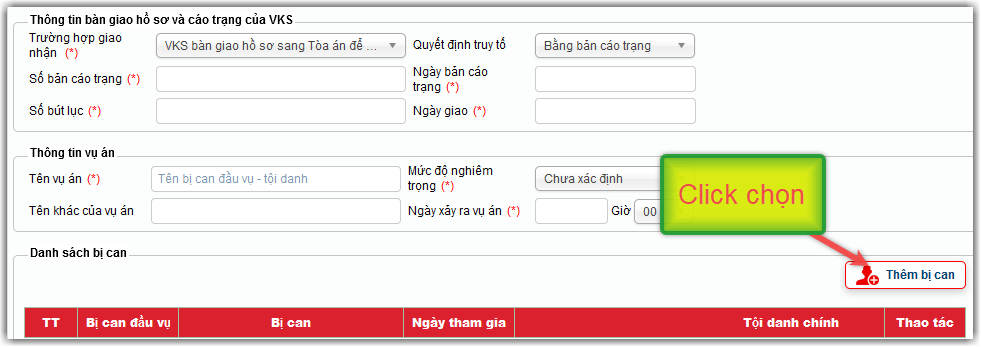 Thông tin bàn giao hồ sơ và cáo trạng của VKS
Trường hợp giao nhận (*) VKS bàn giao hồ sơ sang Tòa án để ... Quyết định truy tố Bằng bản cáo trạng
Số bản cáo trạng (*) Ngày bản cáo trạng (*)
Số bút lục (*) Ngày giao (*)
Thông tin vụ án
Tên vụ án (*) Tên bị can đầu vụ - tội danh Mức độ nghiêm trọng (*) Chưa xác định
Tên khác của vụ án Ngày xảy ra vụ án (*) Giờ 00
Click chọn
Danh sách bị can
Thêm bị can
TT Bị can đầu vụ Bị can Ngày tham gia Tội danh chính Thao tác